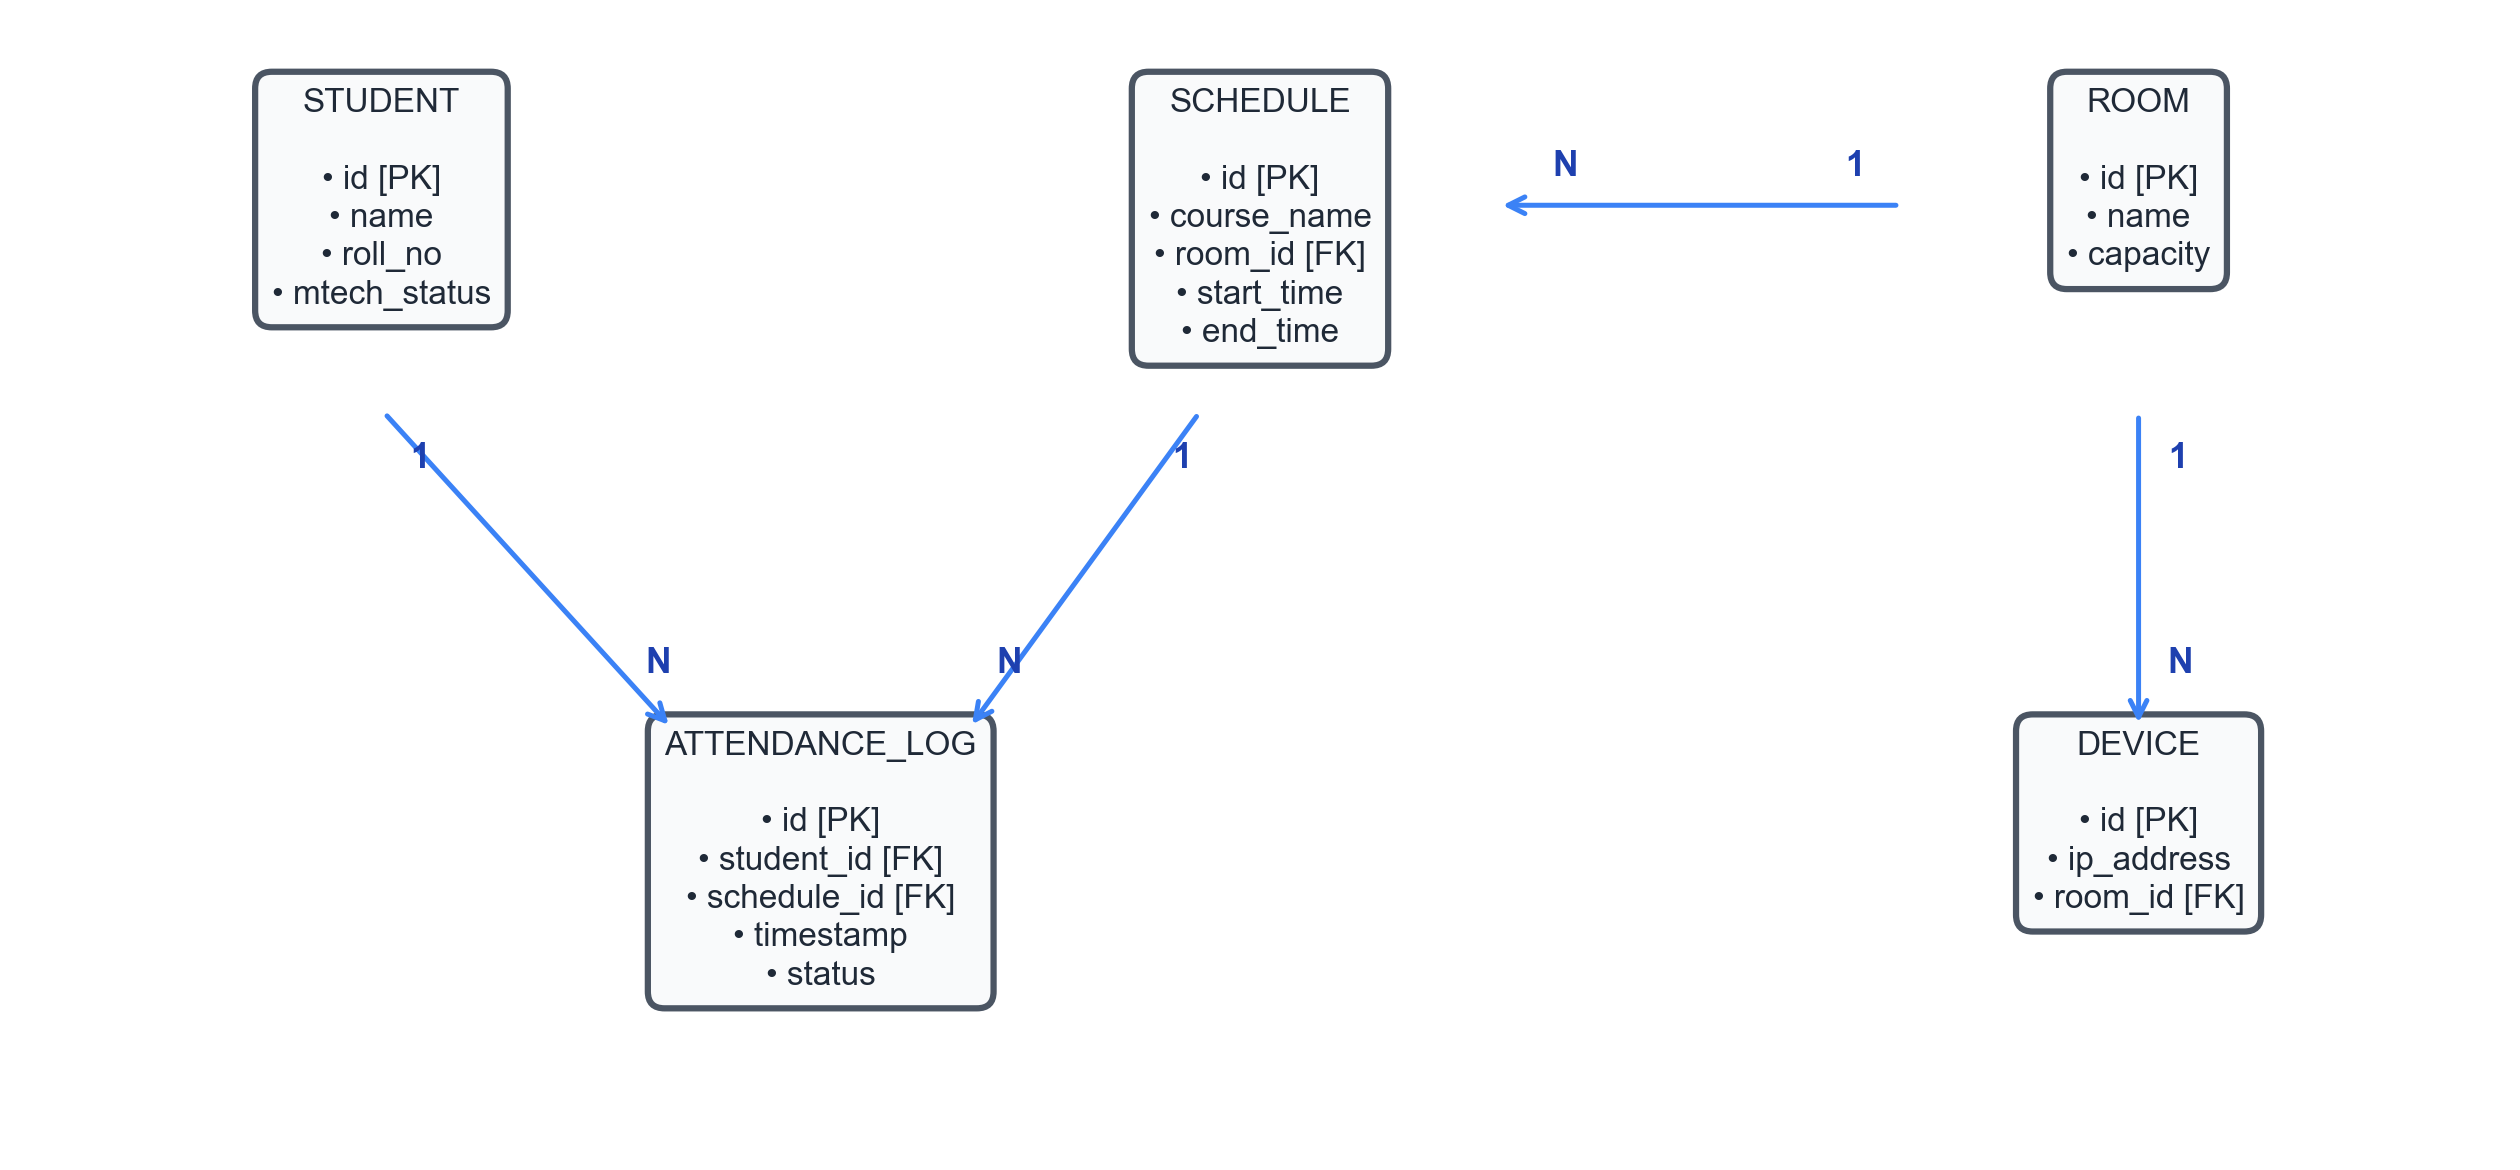 STUDENT
• id [PK]
• name
• roll_no
• mtech_status
SCHEDULE
• id [PK]
• course_name
• room_id [FK]
• start_time
• end_time
N
1
ROOM
• id [PK]
• name
• capacity
1
1
1
N
N
N
ATTENDANCE_LOG
• id [PK]
• student_id [FK]
• schedule_id [FK]
• timestamp
• status
DEVICE
• id [PK]
• ip_address
• room_id [FK]